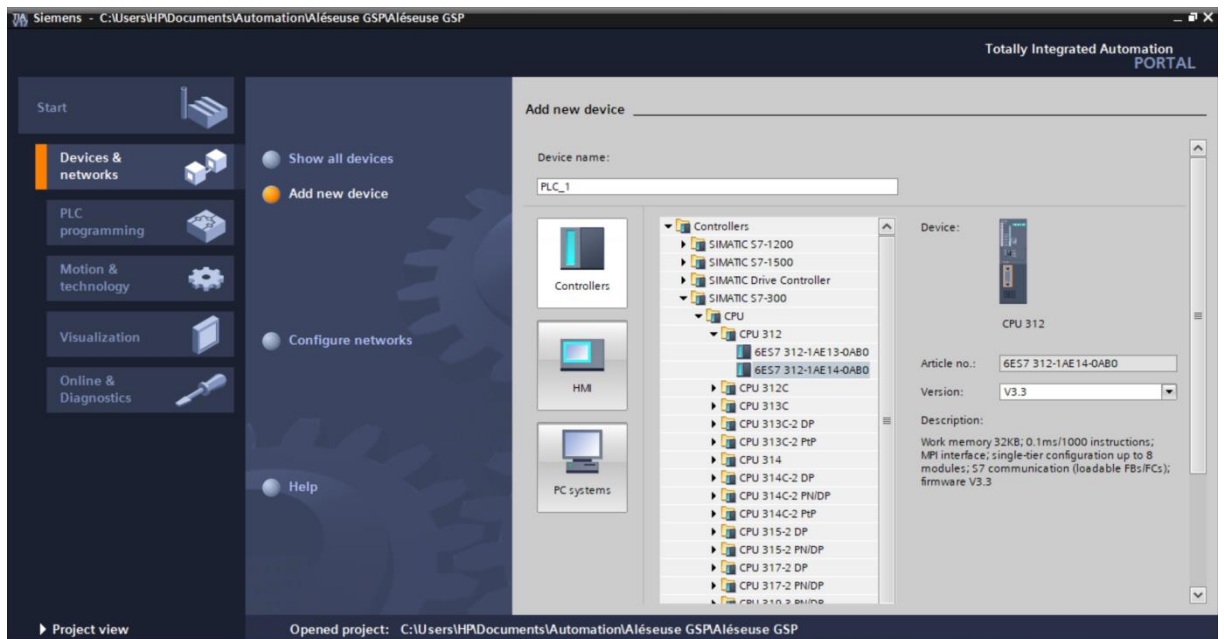 Siemens - C:\Users\HP\Documents\Automation\Aléseuse GSP\Aléseuse GSP
Totally Integrated Automation
PORTAL
Start
Devices &
networks
PLC
programming
Motion &
technology
Visualization
Online &
Diagnostics
Project view
Show all devices
Add new device
Configure networks
Help
Add new device
Device name:
PLC_1
Controllers
HMI
PC systems
Controllers
SIMATIC S7-1200
SIMATIC S7-1500
SIMATIC Drive Controller
SIMATIC S7-300
CPU
CPU 312
6ES7 312-1AE13-0AB0
6ES7 312-1AE14-0AB0
CPU 312C
CPU 313C
CPU 313C-2 DP
CPU 313C-2 PtP
CPU 314
CPU 314C-2 DP
CPU 314C-2 PN/DP
CPU 314C-2 PtP
CPU 315-2 DP
CPU 315-2 PN/DP
CPU 317-2 DP
CPU 317-2 PN/DP
CPU 319-3 PN/DP
Device:
CPU 312
Article no.:
6ES7 312-1AE14-0AB0
Version:
V3.3
Description:
Work memory 32KB; 0.1ms/1000 instructions;
MPI interface; single-tier configuration up to 8
modules; S7 communication (loadable FBs/FCs);
firmware V3.3
Opened project: C:\Users\HP\Documents\Automation\Aléseuse GSP\Aléseuse GSP